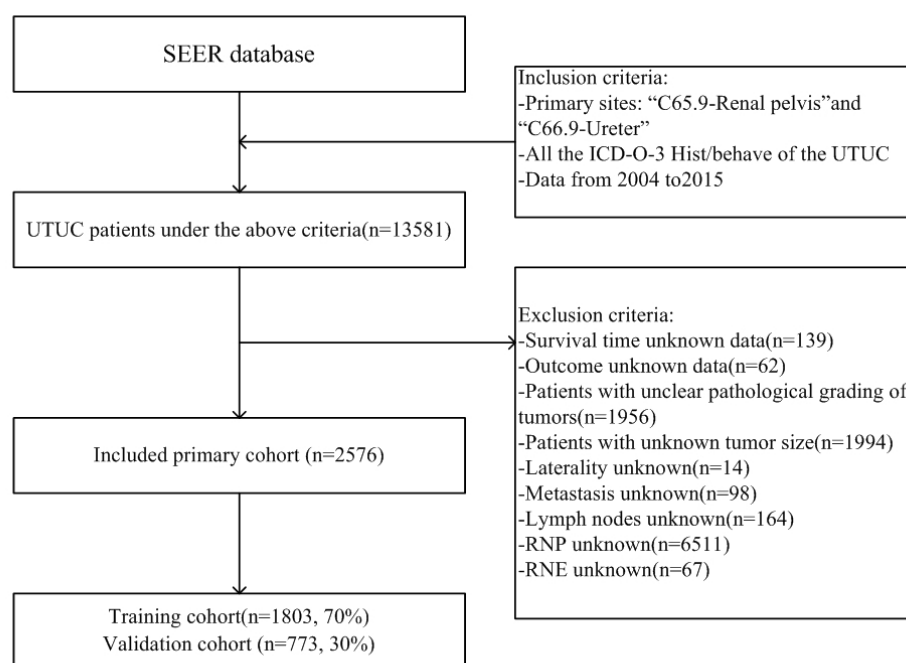 SEER database
Inclusion criteria:
-Primary sites: “C65.9-Renal pelvis”and
“C66.9-Ureter”
-All the ICD-O-3 Hist/behave of the UTUC
-Data from 2004 to2015
UTUC patients under the above criteria(n=13581)
Exclusion criteria:
-Survival time unknown data(n=139)
-Outcome unknown data(n=62)
-Patients with unclear pathological grading of
tumors(n=1956)
-Patients with unknown tumor size(n=1994)
-Laterality unknown(n=14)
-Metastasis unknown(n=98)
-Lymph nodes unknown(n=164)
-RNP unknown(n=6511)
-RNE unknown(n=67)
Included primary cohort (n=2576)
Training cohort(n=1803, 70%)
Validation cohort (n=773, 30%)